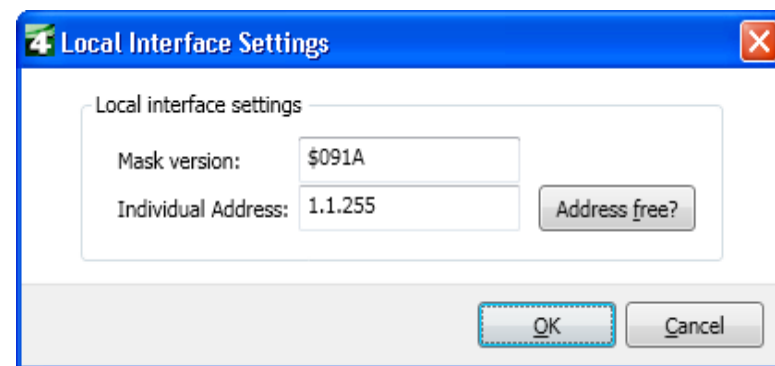 4 Local Interface Settings
Local interface settings
Mask version: $091A
Individual Address: 1.1.255 Address free?
OK Cancel